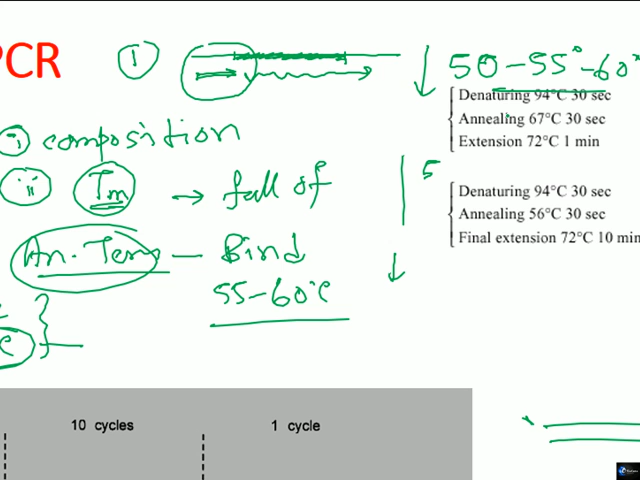 PCR
①
50-55°-60°
Denaturing 94°C 30 sec
Annealing 67°C 30 sec
Extension 72°C 1 min
i composition
ii Tm → fall of
5
Denaturing 94°C 30 sec
Annealing 56°C 30 sec
Final extension 72°C 10 min
An. Tem — Bind
55-60°C
10 cycles
1 cycle